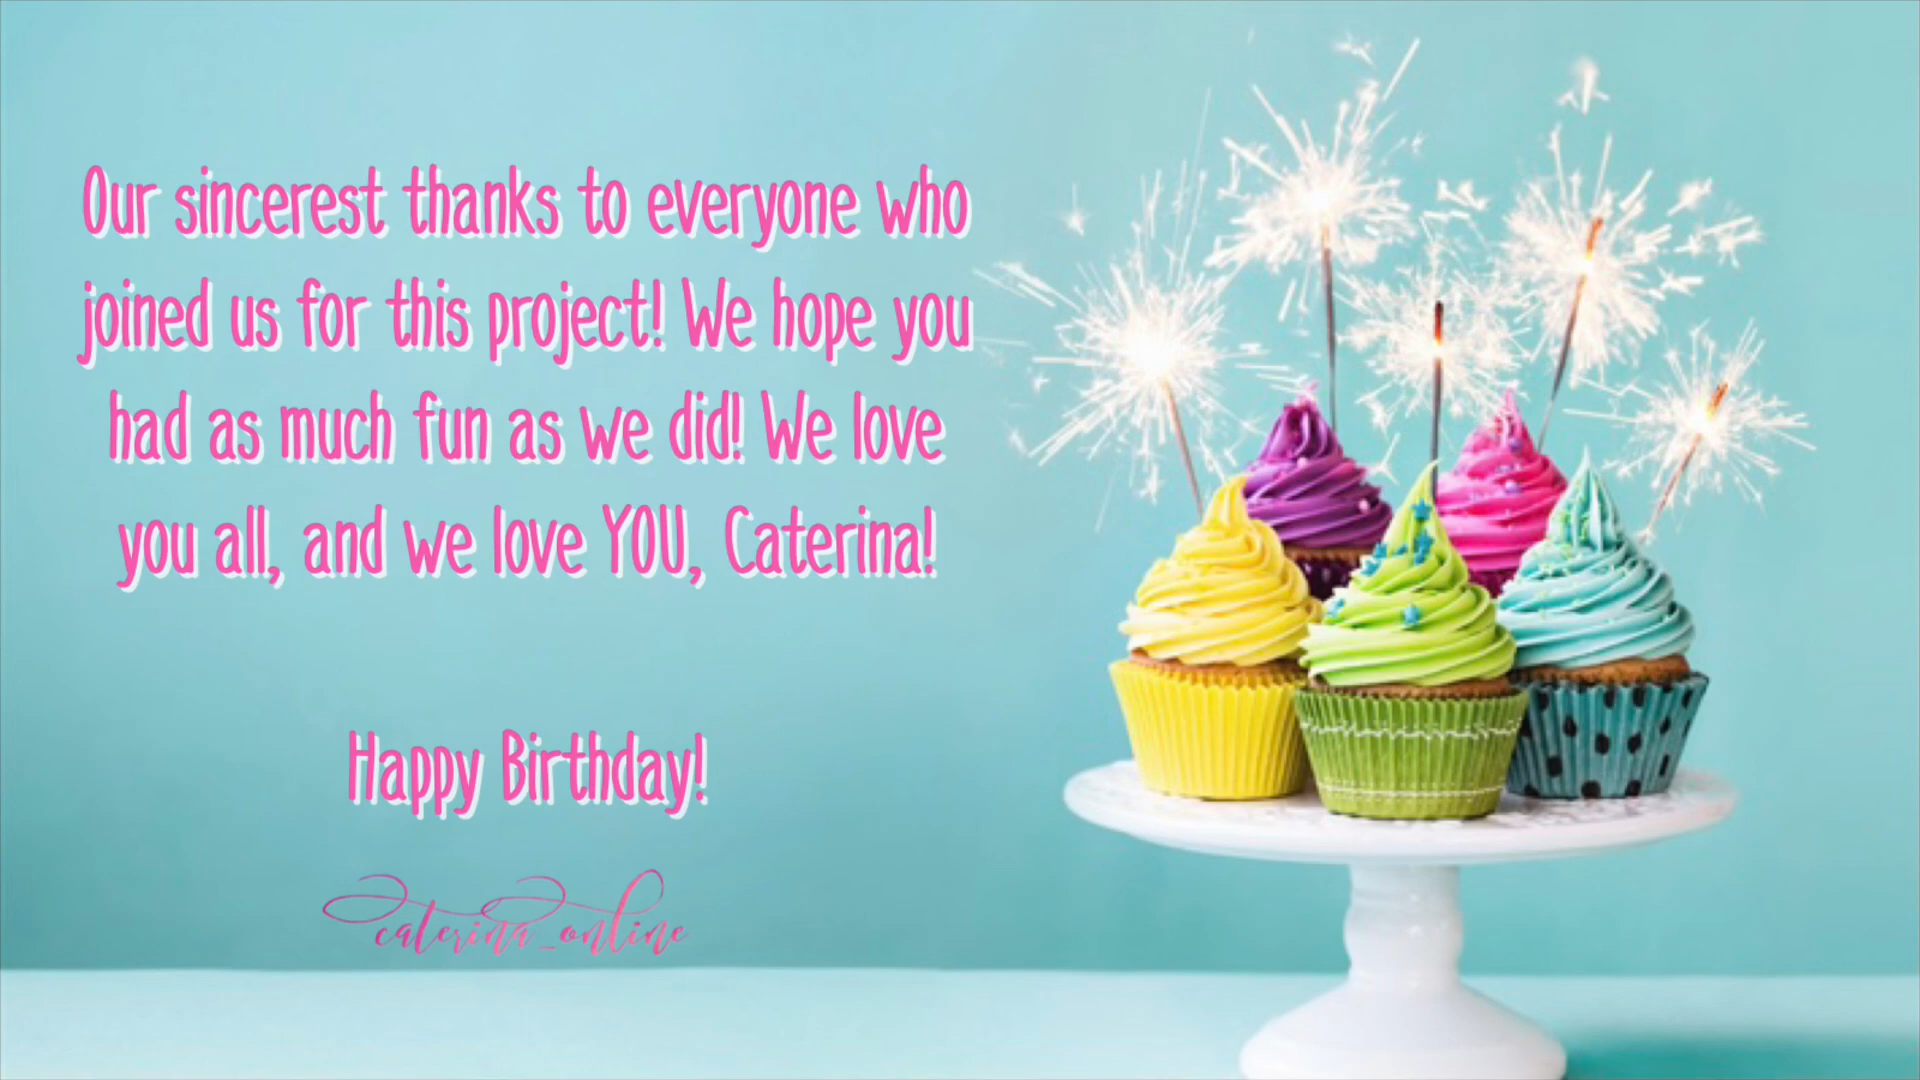 Our sincerest thanks to everyone who
joined us for this project! We hope you
had as much fun as we did! We love
you all, and we love YOU, Caterina!
Happy Birthday!
caterina_online